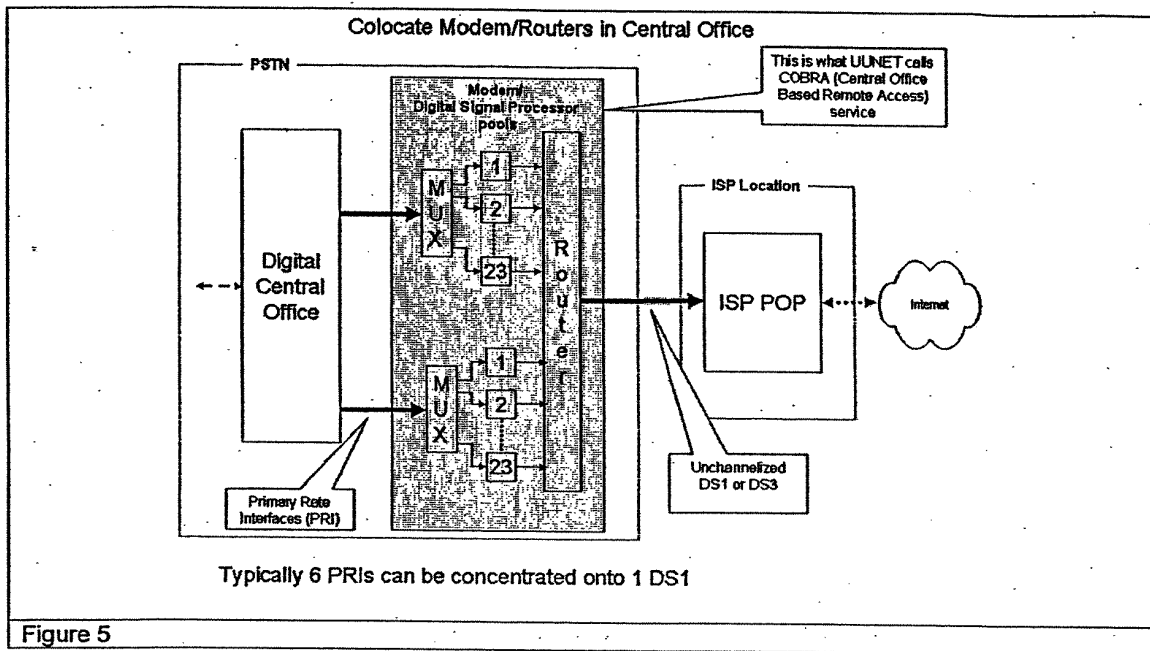 Colocate Modem/Routers in Central Office
PSTN
This is what UUNET calls
COBRA (Central Office
Based Remote Access)
service
Modem/
Digital Signal Processor
pools
MUX
1
2
23
Router
Digital
Central
Office
ISP Location
ISP POP
Internet
MUX
1
2
23
Primary Rate
Interfaces (PRI)
Unchannelized
DS1 or DS3
Typically 6 PRIs can be concentrated onto 1 DS1
Figure 5